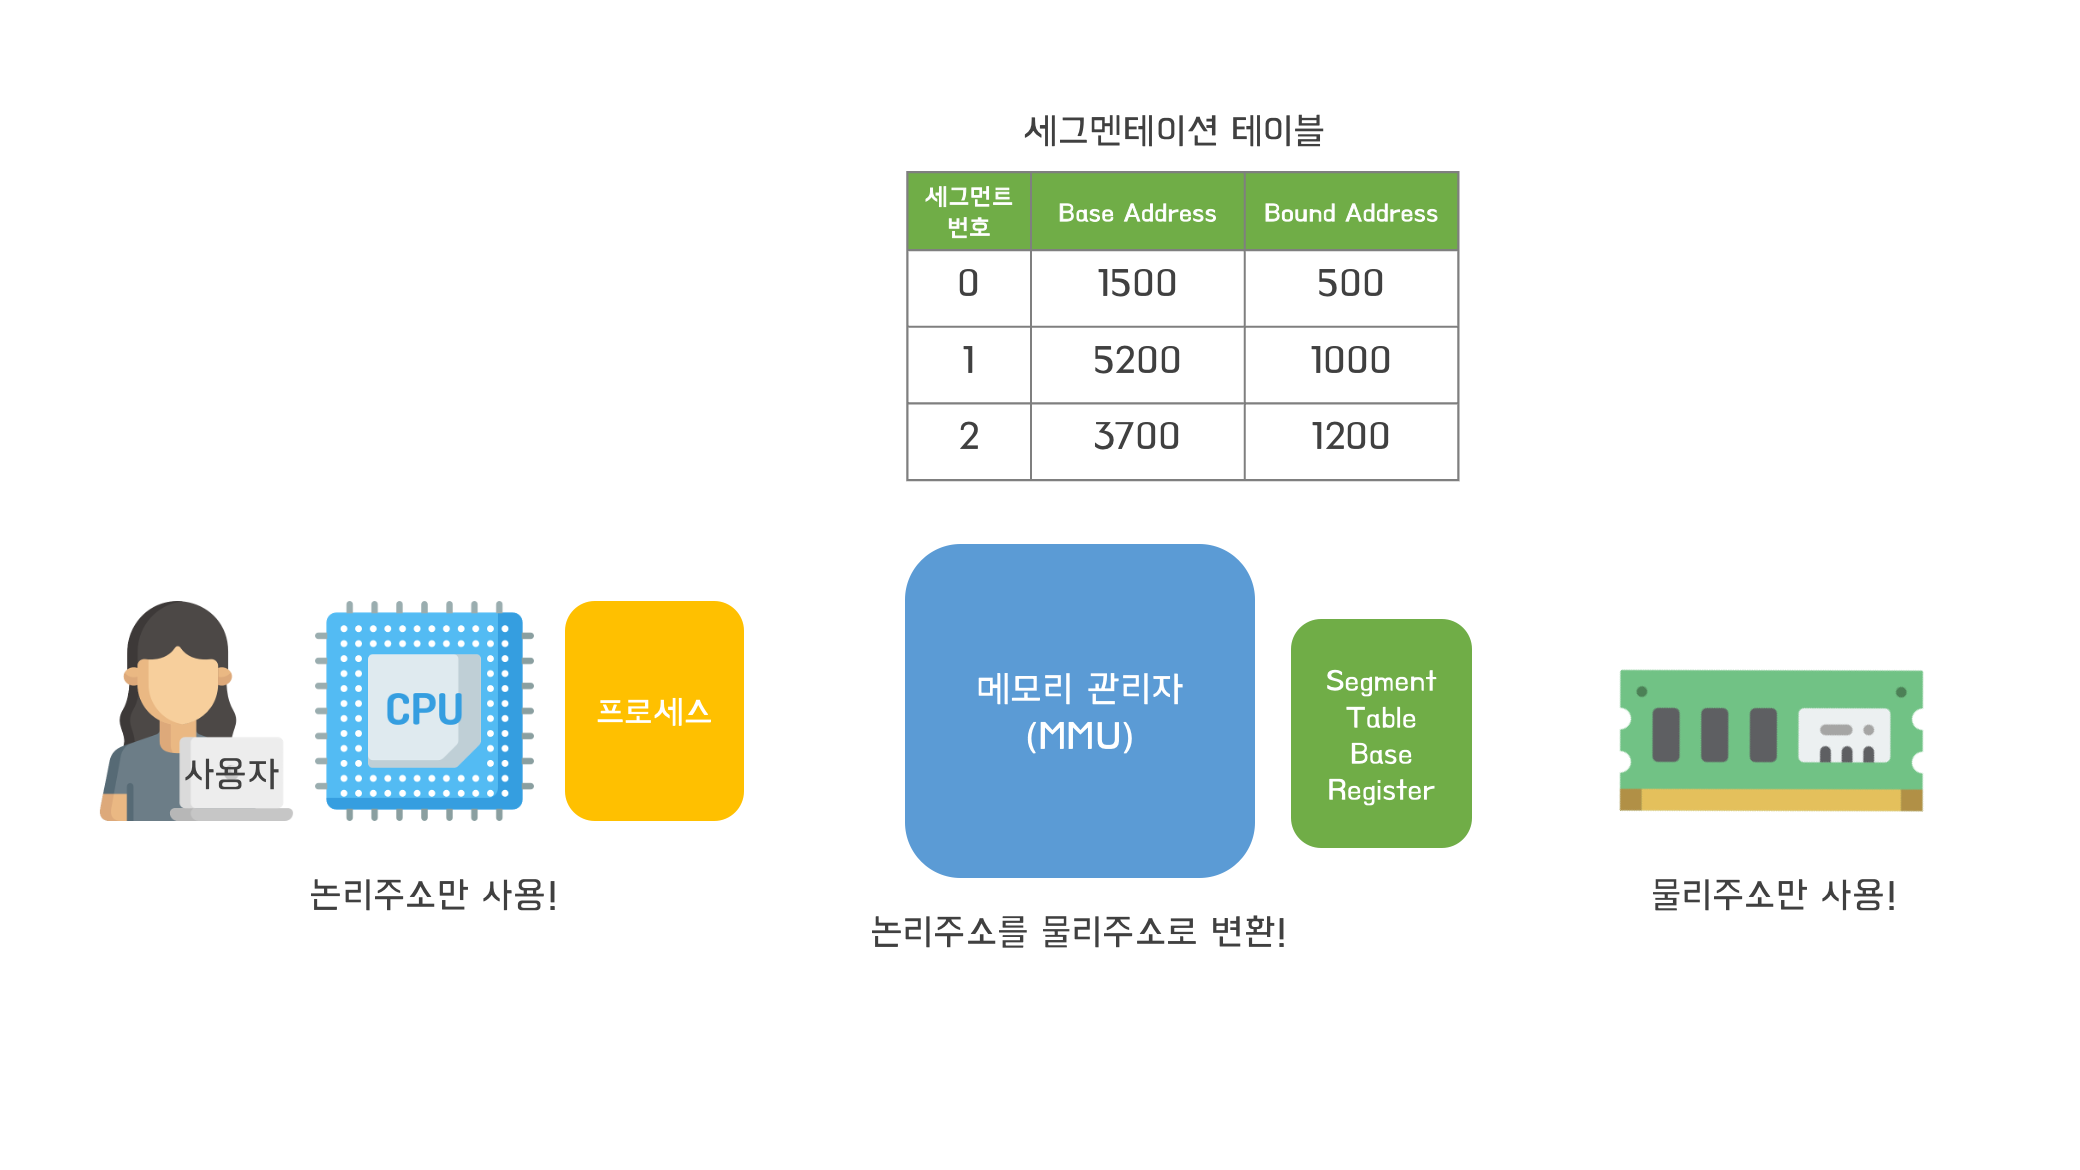 세그멘테이션 테이블
세그먼트
번호
Base Address
Bound Address
0
1500
500
1
5200
1000
2
3700
1200
사용자
CPU
프로세스
메모리 관리자
(MMU)
Segment
Table
Base
Register
논리주소만 사용!
논리주소를 물리주소로 변환!
물리주소만 사용!